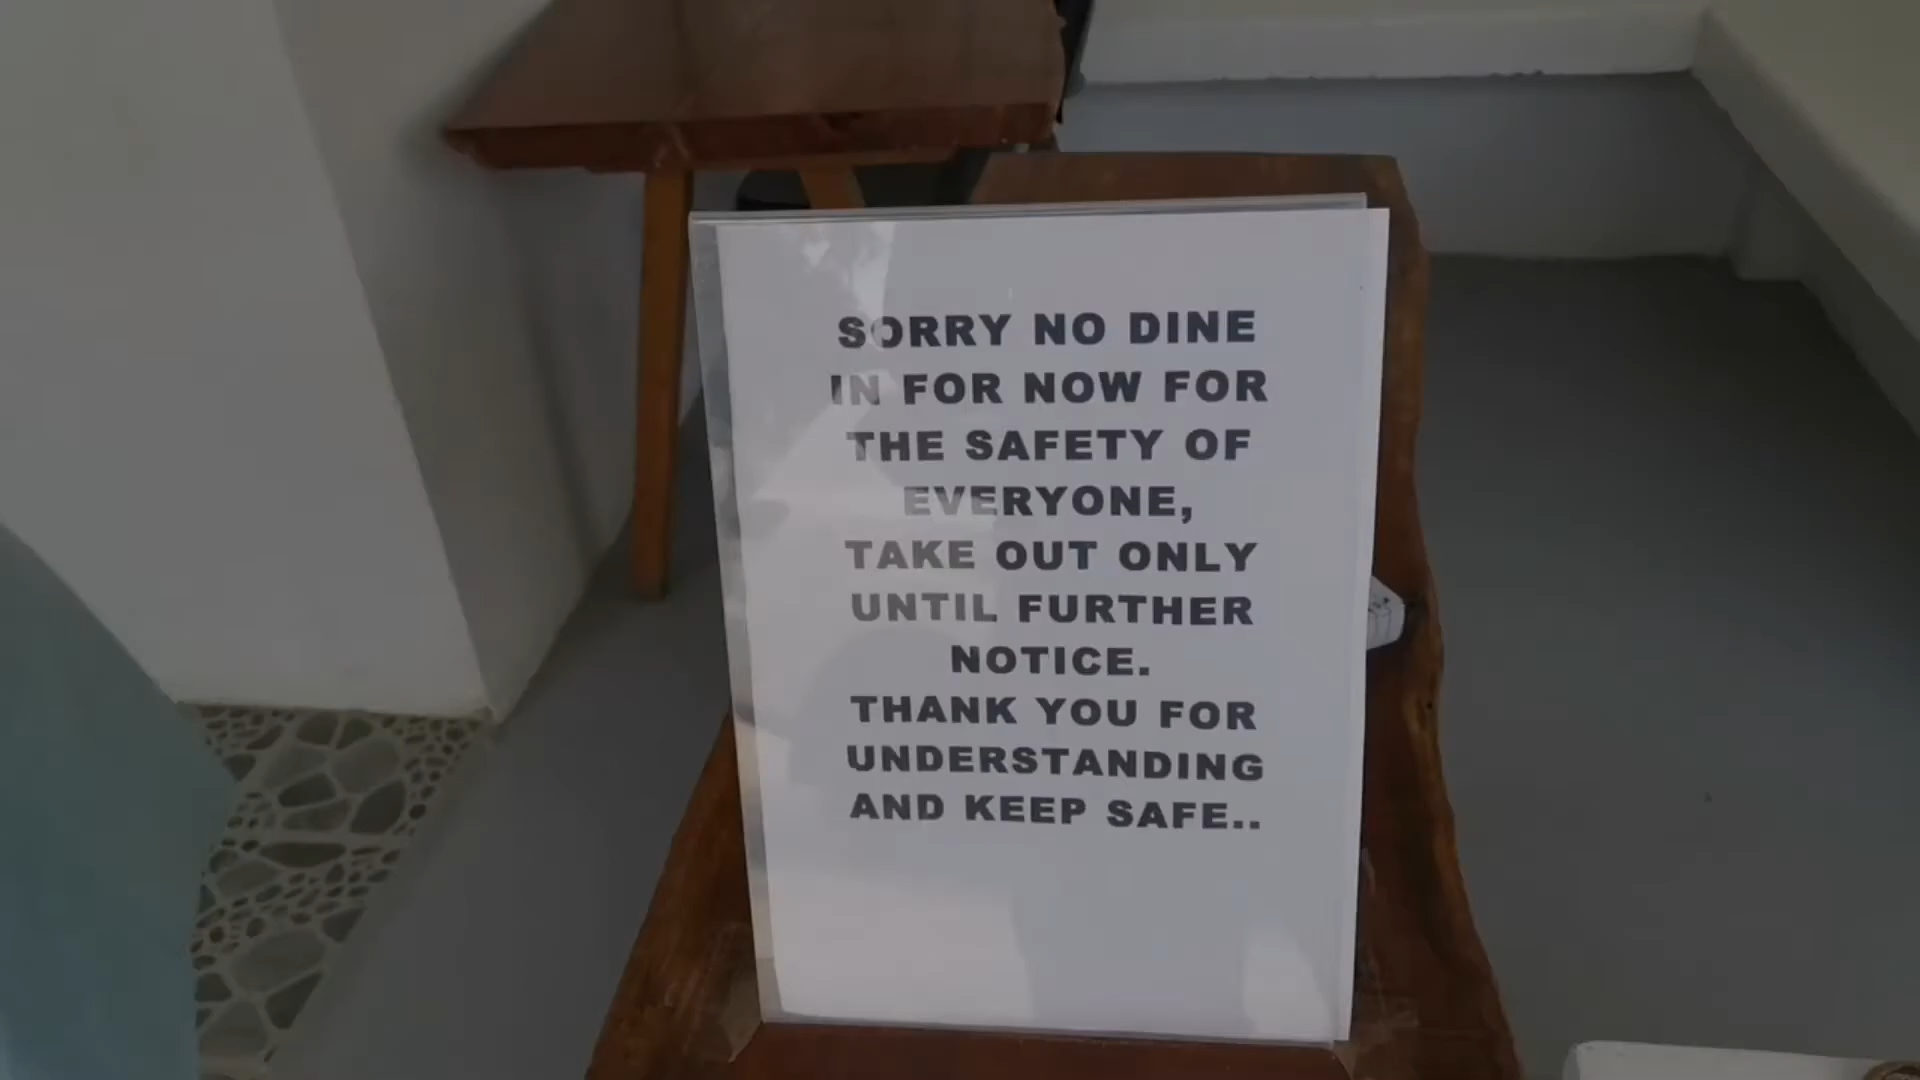 SORRY NO DINE
IN FOR NOW FOR
THE SAFETY OF
EVERYONE,
TAKE OUT ONLY
UNTIL FURTHER
NOTICE.
THANK YOU FOR
UNDERSTANDING
AND KEEP SAFE..